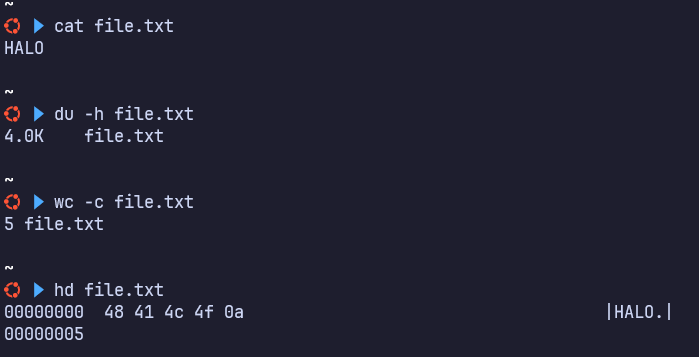 ~
cat file.txt
HALO
~
du -h file.txt
4.0K    file.txt
~
wc -c file.txt
5 file.txt
~
hd file.txt
00000000  48 41 4c 4f 0a                                    |HALO.|
00000005